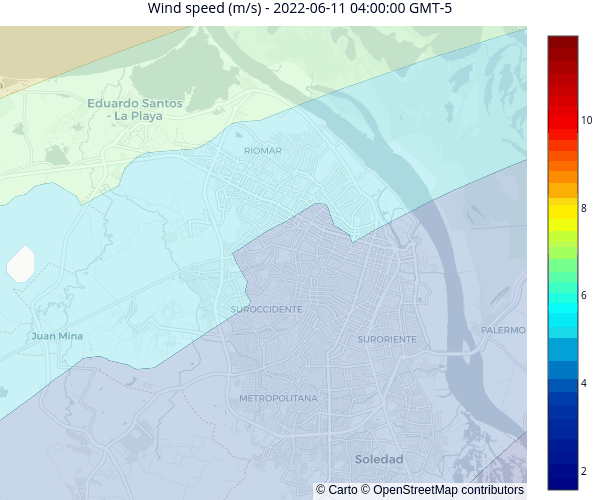 Wind speed (m/s) - 2022-06-11 04:00:00 GMT-5
Eduardo Santos
- La Playa
RIOMAR
10
8
6
SUROCCIDENTE
Juan Mina
SURORIENTE
PALERMO
4
METROPOLITANA
Soledad
2
© Carto © OpenStreetMap contributors